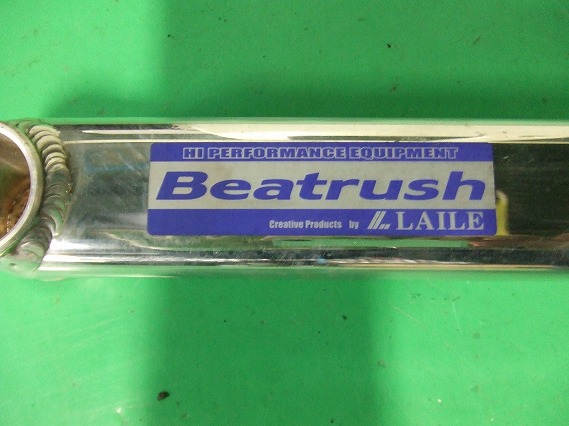 HI PERFORMANCE EQUIPMENT
Beatrush
Creative Products by LAILE